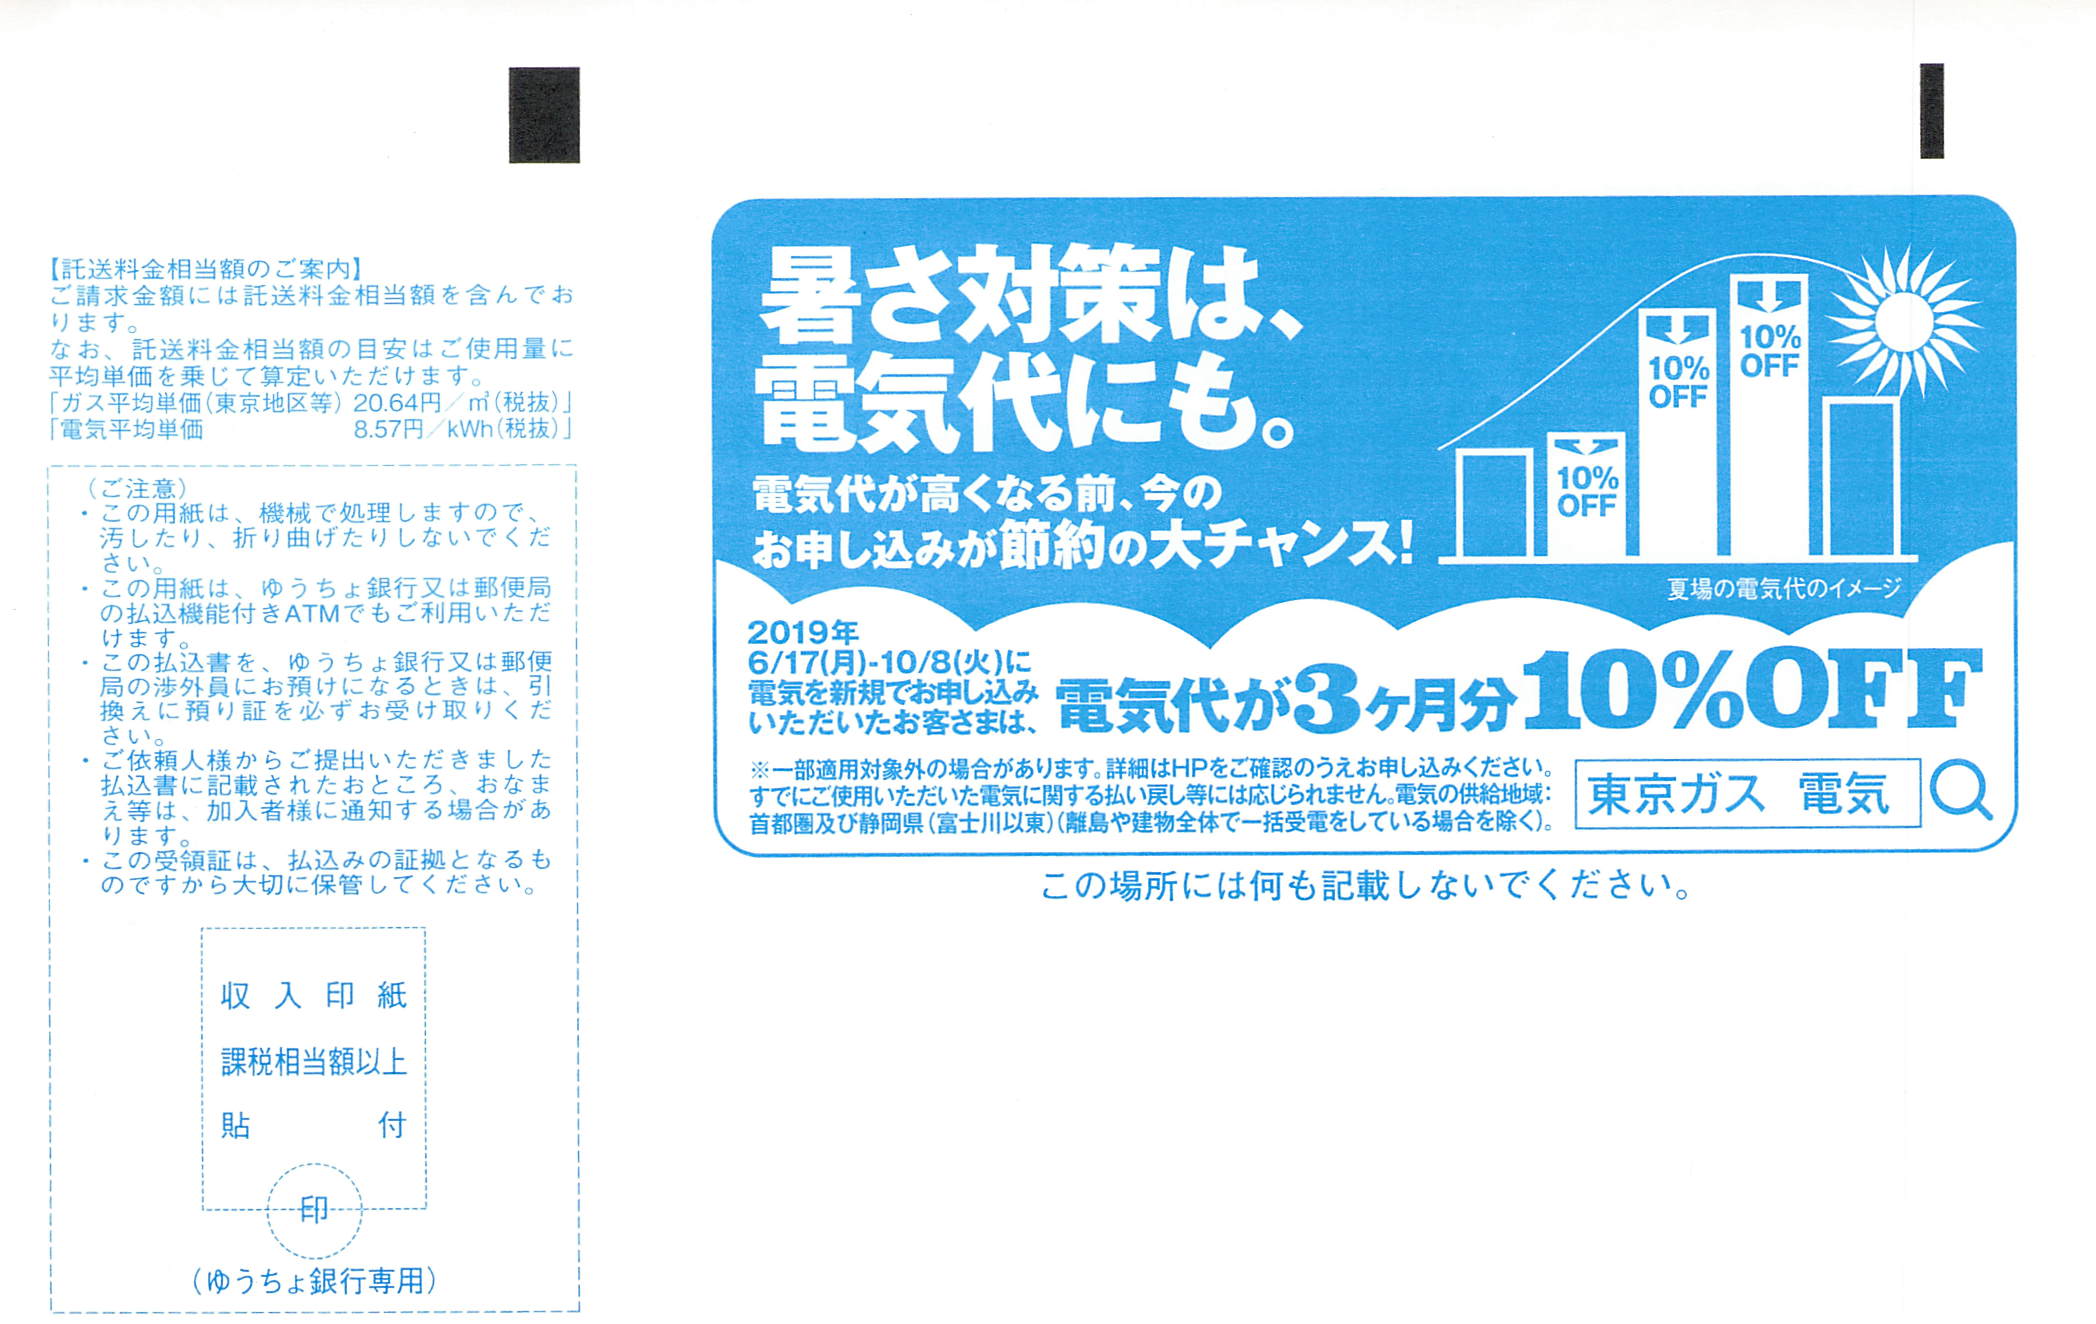 【託送料金相当額のご案内】
ご請求金額には託送料金相当額を含んでお
ります。
なお、託送料金相当額の目安はご使用量に
平均単価を乗じて算定いただけます。
「ガス平均単価(東京地区等) 20.64円／㎥(税抜)」
「電気平均単価 8.57円／kWh(税抜)」
(ご注意)
・この用紙は、機械で処理しますので、
汚したり、折り曲げたりしないでくだ
さい。
・この用紙は、ゆうちょ銀行又は郵便局
の払込機能付きATMでもご利用いただ
けます。
・この払込書を、ゆうちょ銀行又は郵便
局の渉外員にお預けになるときは、引
換えに預り証を必ずお受け取りくだ
さい。
・ご依頼人様からご提出いただきました
払込書に記載されたおところ、おなま
え等は、加入者様に通知する場合があ
ります。
・この受領証は、払込みの証拠となるも
のですから大切に保管してください。
収入印紙
課税相当額以上
貼付
印
(ゆうちょ銀行専用)
暑さ対策は、
電気代にも。
電気代が高くなる前、今の
お申し込みが節約の大チャンス!
10%
OFF
10%
OFF
10%
OFF
夏場の電気代のイメージ
2019年
6/17(月)-10/8(火)に
電気を新規でお申し込み
いただいたお客さまは、
電気代が3ヶ月分10%OFF
※一部適用対象外の場合があります。詳細はHPをご確認のうえお申し込みください。
すでにご使用いただいた電気に関する払い戻し等には応じられません。電気の供給地域:
首都圏及び静岡県(富士川以東)(離島や建物全体で一括受電をしている場合を除く)。
東京ガス 電気
この場所には何も記載しないでください。